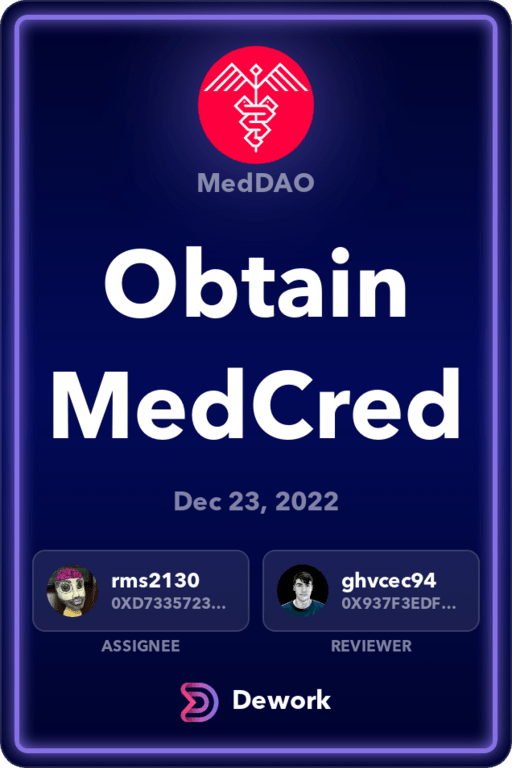 MedDAO
Obtain
MedCred
Dec 23, 2022
rms2130
0XD7335723...
ghvcec94
0X937F3EDF...
ASSIGNEE
REVIEWER
Dework